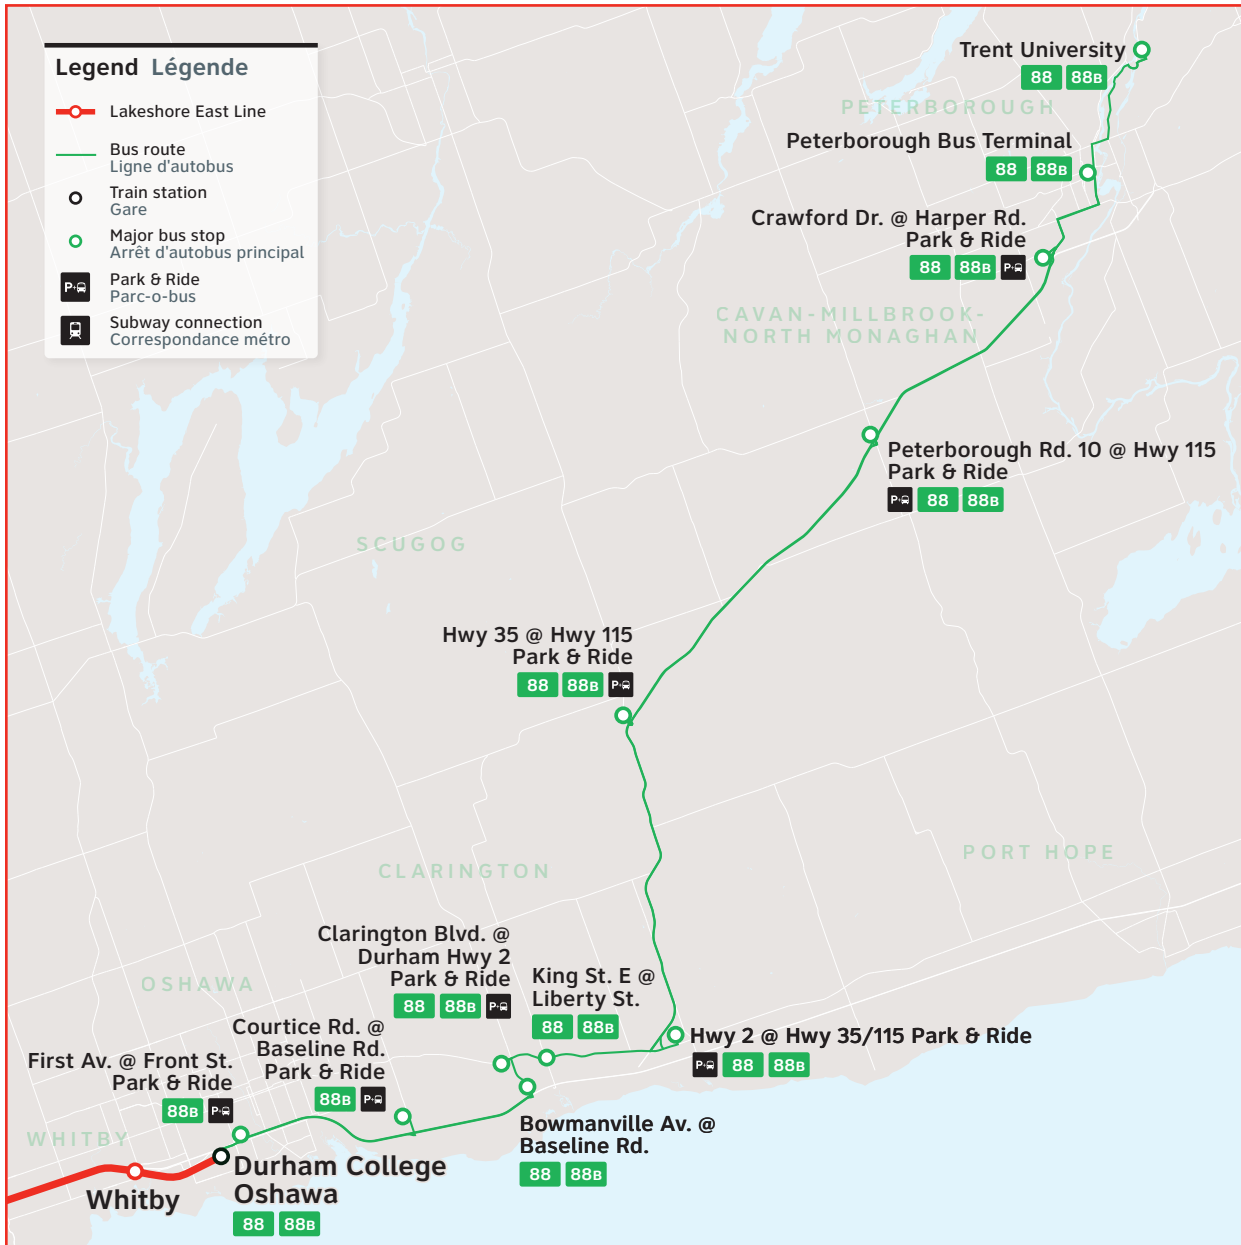 Legend Légende
Lakeshore East Line
Bus route
Ligne d'autobus
Train station
Gare
Major bus stop
Arrêt d'autobus principal
P+
Park & Ride
Parc-o-bus
Subway connection
Correspondance métro
Trent University
88 88B
PETERBOROUGH
Peterborough Bus Terminal
88 88B
Crawford Dr. @ Harper Rd.
Park & Ride
88 88B P+
CAVAN-MILLBROOK-
NORTH MONAGHAN
Peterborough Rd. 10 @ Hwy 115
Park & Ride
P+ 88 88B
SCUGOG
Hwy 35 @ Hwy 115
Park & Ride
88 88B P+
PORT HOPE
CLARINGTON
Clarington Blvd. @
Durham Hwy 2
Park & Ride
88 88B P+
King St. E @
Liberty St.
88 88B
OSHAWA
Courtice Rd. @
Baseline Rd.
Park & Ride
88B P+
Hwy 2 @ Hwy 35/115 Park & Ride
P+ 88 88B
First Av. @ Front St.
Park & Ride
88B P+
WHITBY
Bowmanville Av. @
Baseline Rd.
88 88B
Durham College
Oshawa
88 88B
Whitby